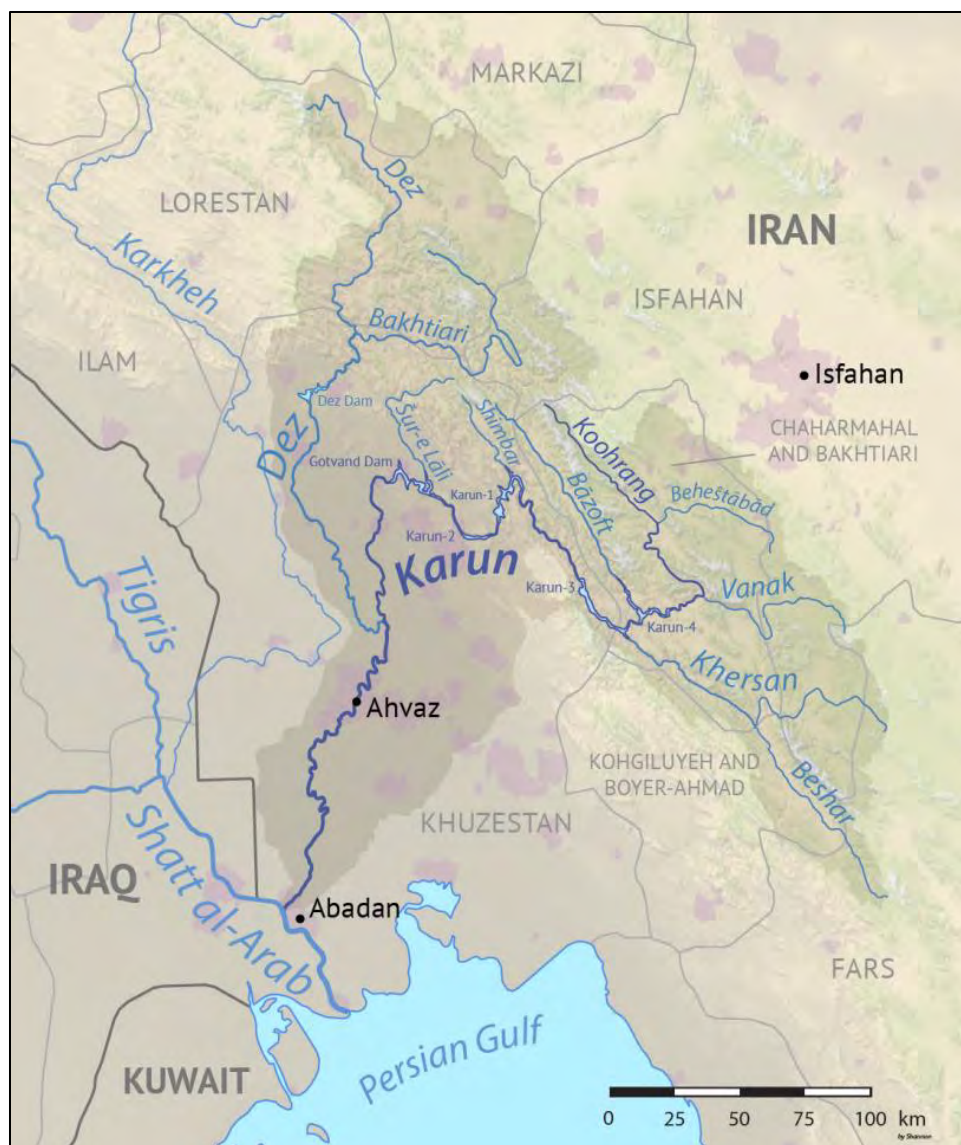 MARKAZI
Dez
LORESTAN
IRAN
Karkheh
ISFAHAN
Bakhtiari
ILAM
Isfahan
Dez Dam
Šur-e Lāli
Shimbar
Koohrang
CHAHARMAHAL
AND BAKHTIARI
Dez
Gotvand Dam
Bāzoft
Beheštābād
Karun-1
Karun-2
Karun
Karun-3
Vanak
Tigris
Karun-4
Khersan
Ahvaz
KOHGILUYEH AND
BOYER-AHMAD
Beshar
KHUZESTAN
Shatt al-Arab
IRAQ
Abadan
FARS
Persian Gulf
KUWAIT
0 25 50 75 100 km
by Shannon